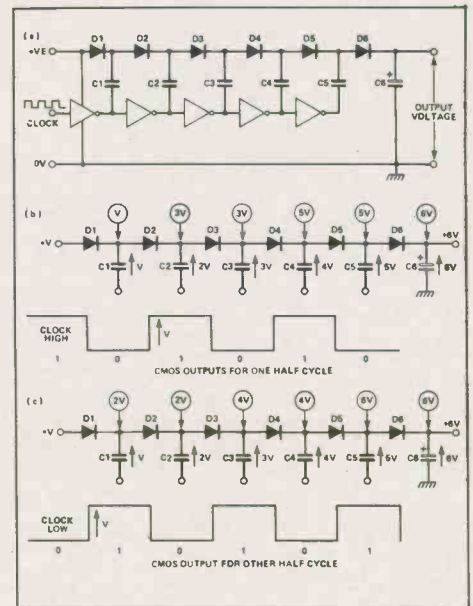 (a)
+VE
D1 D2 D3 D4 D5 D6
C1 C2 C3 C4 C5 C6
+
CLOCK
OUTPUT
VOLTAGE
0V
(b)
V 3V 3V 5V 5V 6V
+V D1 D2 D3 D4 D5 D6 +6V
C1 V C2 2V C3 3V C4 4V C5 5V C6 6V
+
CLOCK
HIGH
V
1 0 1 0 1 0
CMOS OUTPUTS FOR ONE HALF CYCLE
(c)
2V 2V 4V 4V 6V 6V
D1 D2 D3 D4 D5 D6
+V +6V
C1 V C2 2V C3 3V C4 4V C5 5V C6 6V
+
CLOCK
LOW
V
0 1 0 1 0 1
CMOS OUTPUT FOR OTHER HALF CYCLE